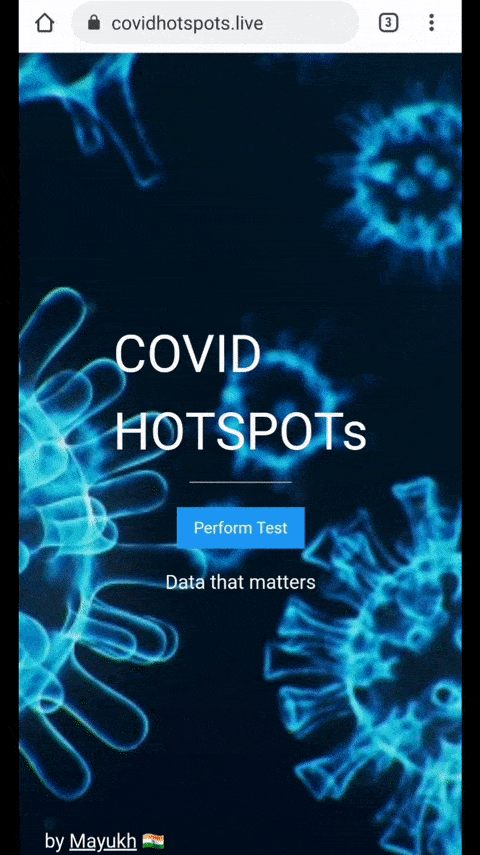 covidhotspots.live
3
COVID
HOTSPOTs
Perform Test
Data that matters
by Mayukh 🇮🇳